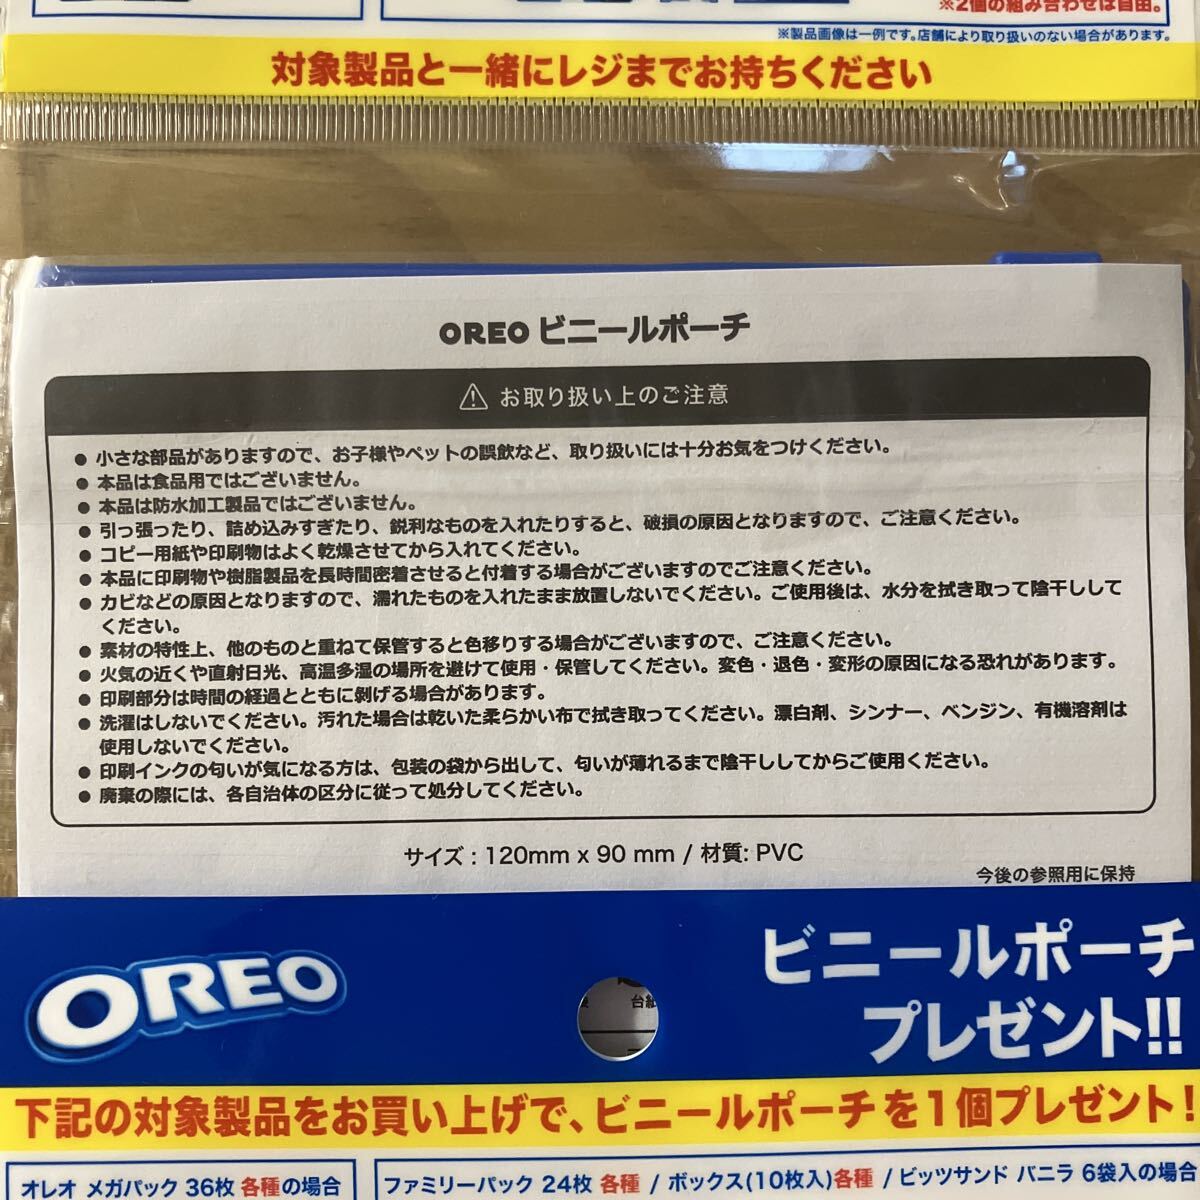 ※2個の組み合わせは自由。
※製品画像は一例です。店舗により取り扱いのない場合があります。
対象製品と一緒にレジまでお持ちください
OREO ビニールポーチ
⚠ お取り扱い上のご注意
● 小さな部品がありますので、お子様やペットの誤飲など、取り扱いには十分お気をつけください。
● 本品は食品用ではございません。
● 本品は防水加工製品ではございません。
● 引っ張ったり、詰め込みすぎたり、鋭利なものを入れたりすると、破損の原因となりますので、ご注意ください。
● コピー用紙や印刷物はよく乾燥させてから入れてください。
● 本品に印刷物や樹脂製品を長時間密着させると付着する場合がございますのでご注意ください。
● カビなどの原因となりますので、濡れたものを入れたまま放置しないでください。ご使用後は、水分を拭き取って陰干しして
ください。
● 素材の特性上、他のものと重ねて保管すると色移りする場合がございますので、ご注意ください。
● 火気の近くや直射日光、高温多湿の場所を避けて使用・保管してください。変色・退色・変形の原因になる恐れがあります。
● 印刷部分は時間の経過とともに剝げる場合があります。
● 洗濯はしないでください。汚れた場合は乾いた柔らかい布で拭き取ってください。漂白剤、シンナー、ベンジン、有機溶剤は
使用しないでください。
● 印刷インクの匂いが気になる方は、包装の袋から出して、匂いが薄れるまで陰干ししてからご使用ください。
● 廃棄の際には、各自治体の区分に従って処分してください。
サイズ : 120mm x 90 mm / 材質: PVC
今後の参照用に保持
OREO
ビニールポーチ
プレゼント!!
台紙
下記の対象製品をお買い上げで、ビニールポーチを1個プレゼント!
オレオ メガパック 36枚 各種の場合
ファミリーパック 24枚 各種 / ボックス(10枚入)各種 / ビッツサンド バニラ 6袋入の場合